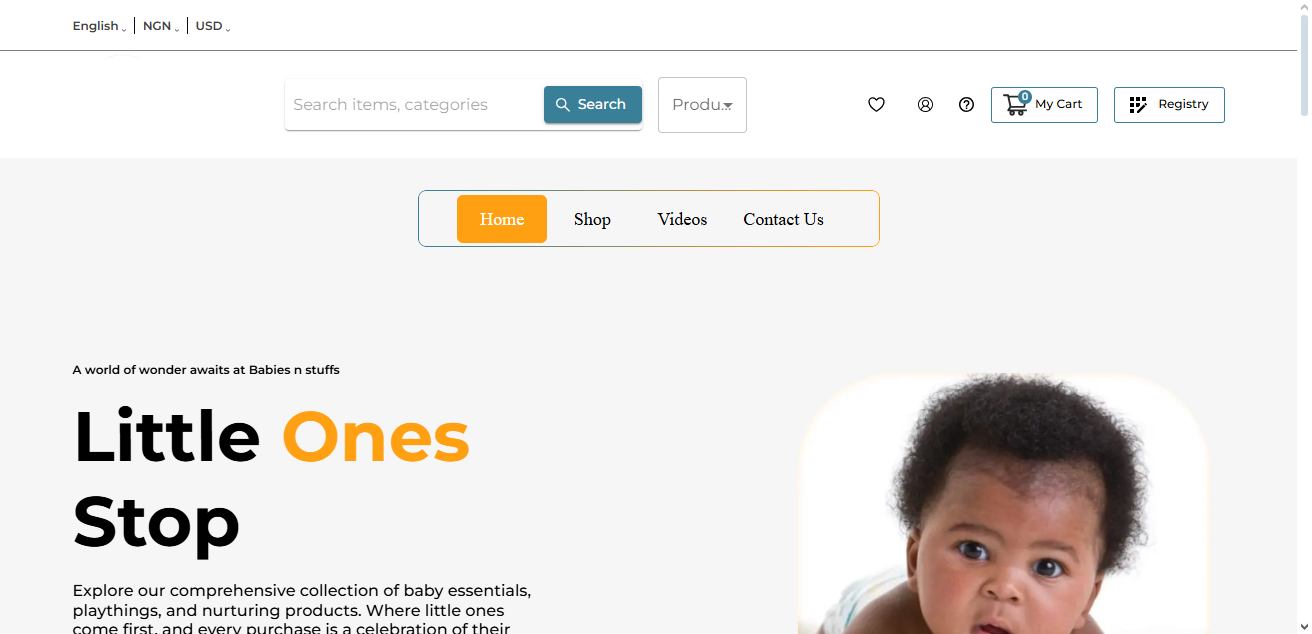 English NGN USD
Search items, categories Search Produ... 0 My Cart Registry
Home Shop Videos Contact Us
A world of wonder awaits at Babies n stuffs
Little Ones
Stop
Explore our comprehensive collection of baby essentials,
playthings, and nurturing products. Where little ones
come first, and every purchase is a celebration of their